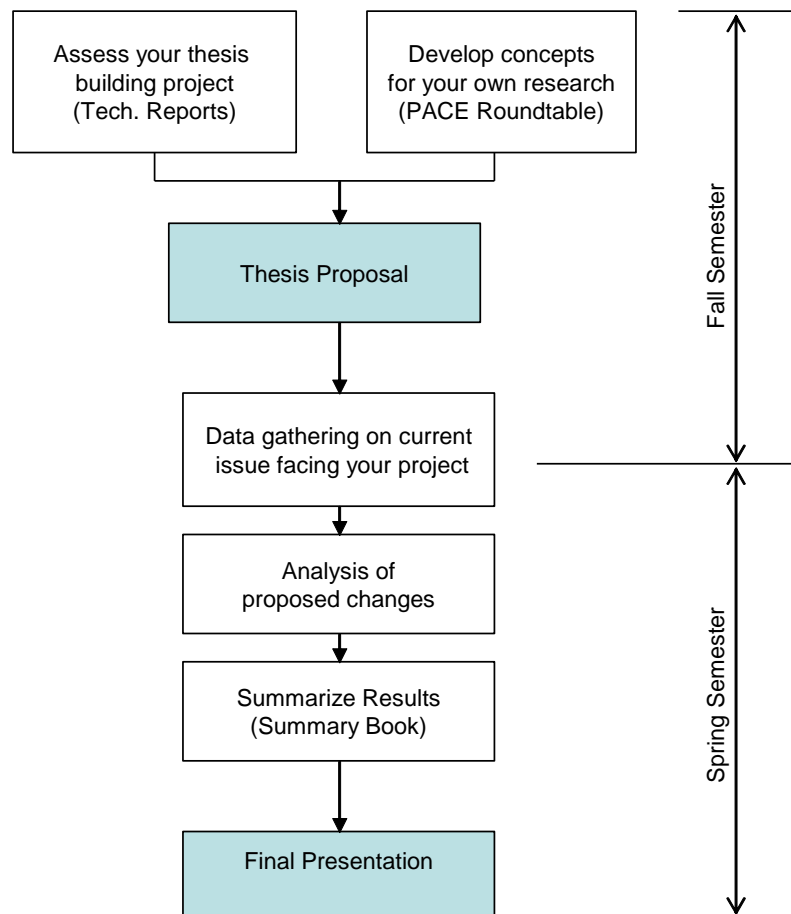 Assess your thesis
building project
(Tech. Reports)
Develop concepts
for your own research
(PACE Roundtable)
Thesis Proposal
Fall Semester
Data gathering on current
issue facing your project
Analysis of
proposed changes
Summarize Results
(Summary Book)
Spring Semester
Final Presentation